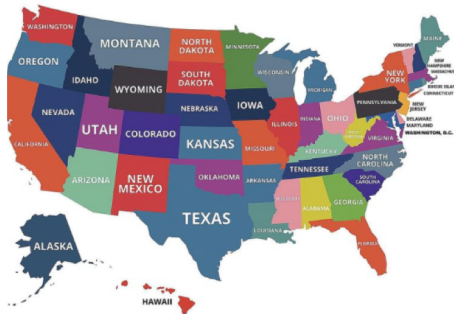 WASHINGTON
OREGON
CALIFORNIA
NEVADA
IDAHO
MONTANA
WYOMING
UTAH
ARIZONA
COLORADO
NEW
MEXICO
NORTH
DAKOTA
SOUTH
DAKOTA
NEBRASKA
KANSAS
OKLAHOMA
TEXAS
MINNESOTA
IOWA
MISSOURI
ARKANSAS
LOUISIANA
WISCONSIN
ILLINOIS
MICHIGAN
INDIANA
OHIO
KENTUCKY
TENNESSEE
ALABAMA
GEORGIA
FLORIDA
SOUTH
CAROLINA
NORTH
CAROLINA
VIRGINIA
PENNSYLVANIA
NEW
YORK
VERMONT
MAINE
NEW
HAMPSHIRE
CONNECTICUT
NEW
JERSEY
DELAWARE
MARYLAND
WASHINGTON, D.C.
ALASKA
HAWAII